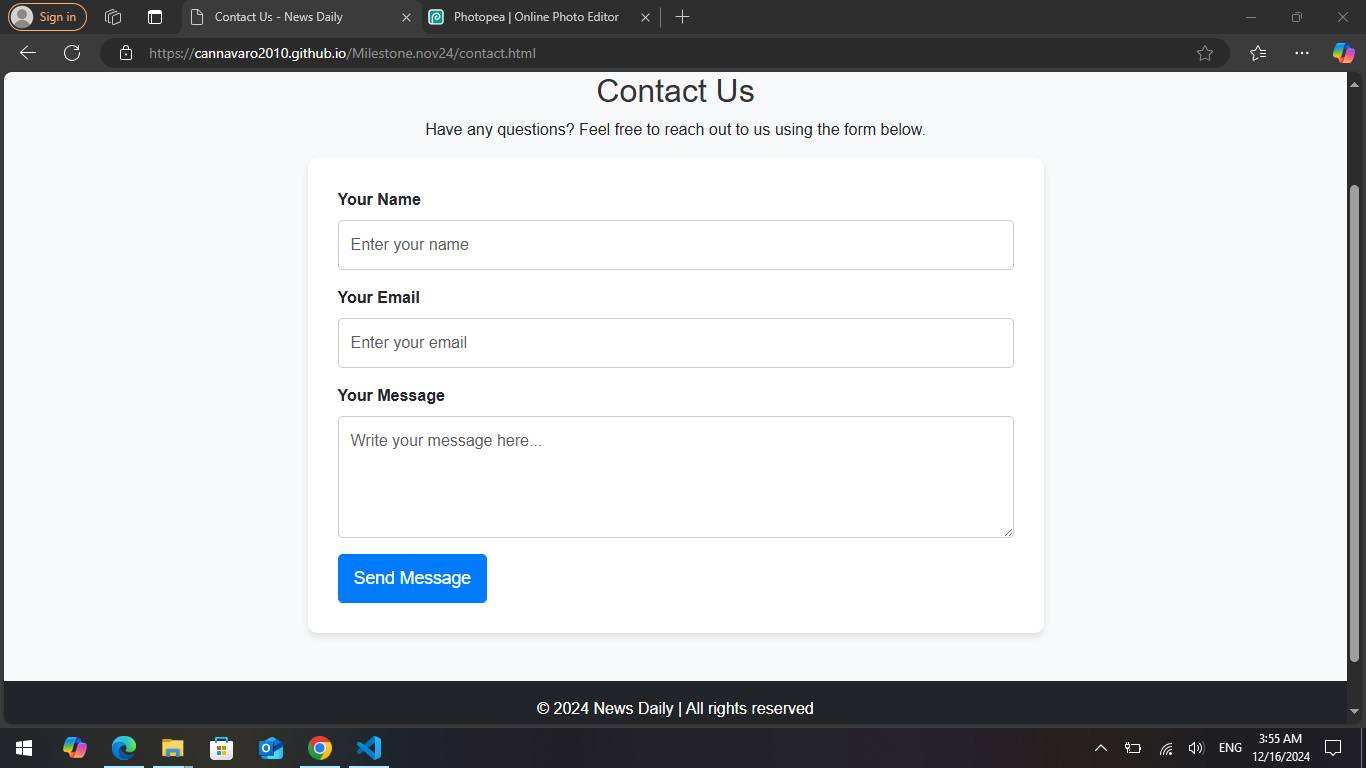 Sign in
Contact Us - News Daily
Photopea | Online Photo Editor
https://cannavaro2010.github.io/Milestone.nov24/contact.html
Contact Us
Have any questions? Feel free to reach out to us using the form below.
Your Name
Enter your name
Your Email
Enter your email
Your Message
Write your message here...
Send Message
© 2024 News Daily | All rights reserved
ENG
3:55 AM
12/16/2024